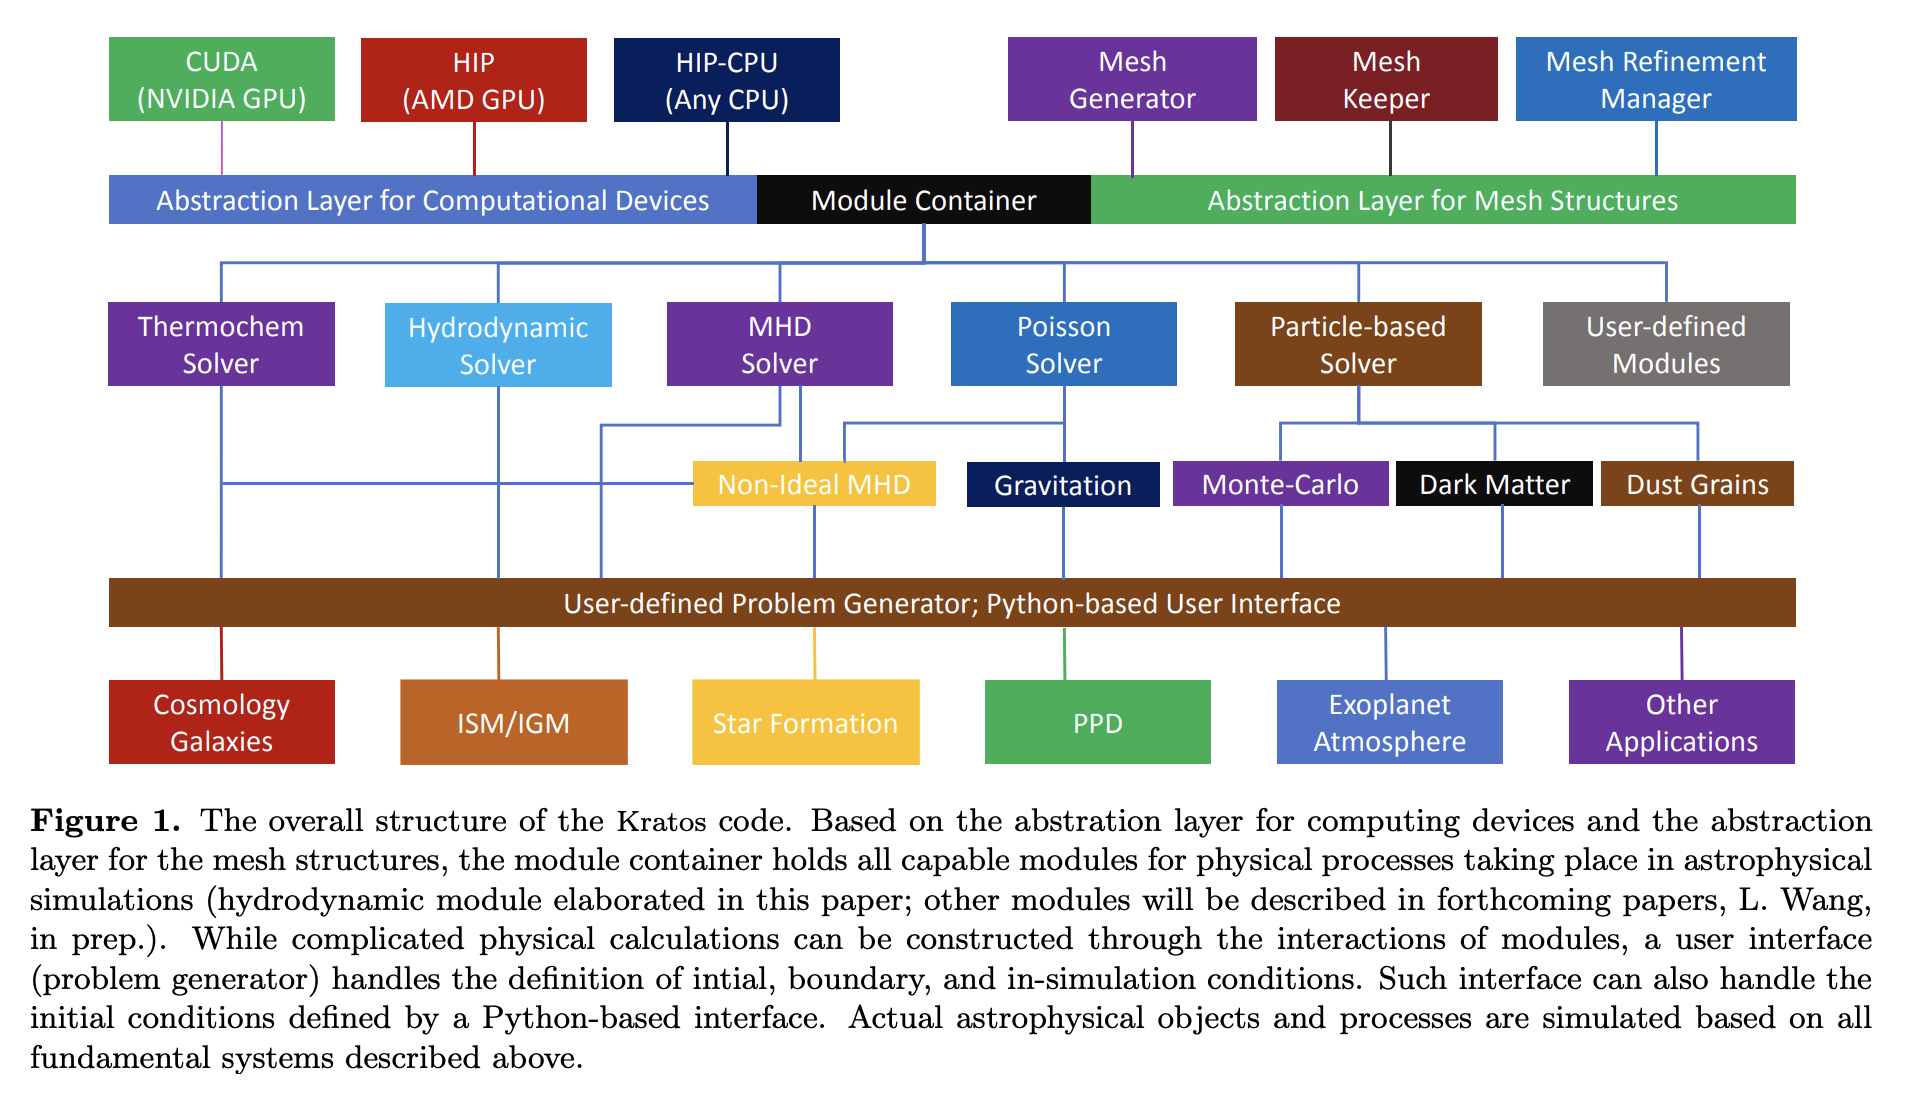 CUDA
(NVIDIA GPU)
HIP
(AMD GPU)
HIP-CPU
(Any CPU)
Mesh
Generator
Mesh
Keeper
Mesh Refinement
Manager
Abstraction Layer for Computational Devices
Module Container
Abstraction Layer for Mesh Structures
Thermochem
Solver
Hydrodynamic
Solver
MHD
Solver
Poisson
Solver
Particle-based
Solver
User-defined
Modules
Non-Ideal MHD
Gravitation
Monte-Carlo
Dark Matter
Dust Grains
User-defined Problem Generator; Python-based User Interface
Cosmology
Galaxies
ISM/IGM
Star Formation
PPD
Exoplanet
Atmosphere
Other
Applications
Figure 1. The overall structure of the Kratos code. Based on the abstration layer for computing devices and the abstraction
layer for the mesh structures, the module container holds all capable modules for physical processes taking place in astrophysical
simulations (hydrodynamic module elaborated in this paper; other modules will be described in forthcoming papers, L. Wang,
in prep.). While complicated physical calculations can be constructed through the interactions of modules, a user interface
(problem generator) handles the definition of intial, boundary, and in-simulation conditions. Such interface can also handle the
initial conditions defined by a Python-based interface. Actual astrophysical objects and processes are simulated based on all
fundamental systems described above.